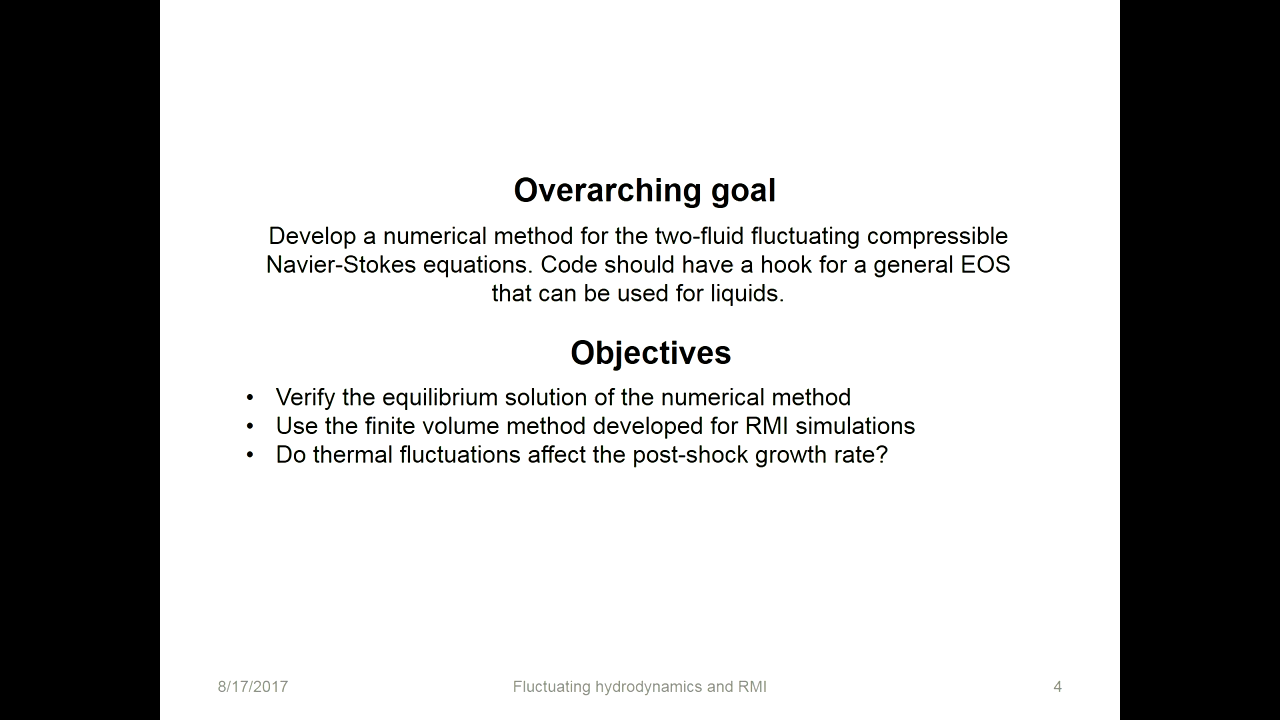 Overarching goal
Develop a numerical method for the two-fluid fluctuating compressible
Navier-Stokes equations. Code should have a hook for a general EOS
that can be used for liquids.
Objectives
• Verify the equilibrium solution of the numerical method
• Use the finite volume method developed for RMI simulations
• Do thermal fluctuations affect the post-shock growth rate?
8/17/2017 Fluctuating hydrodynamics and RMI 4